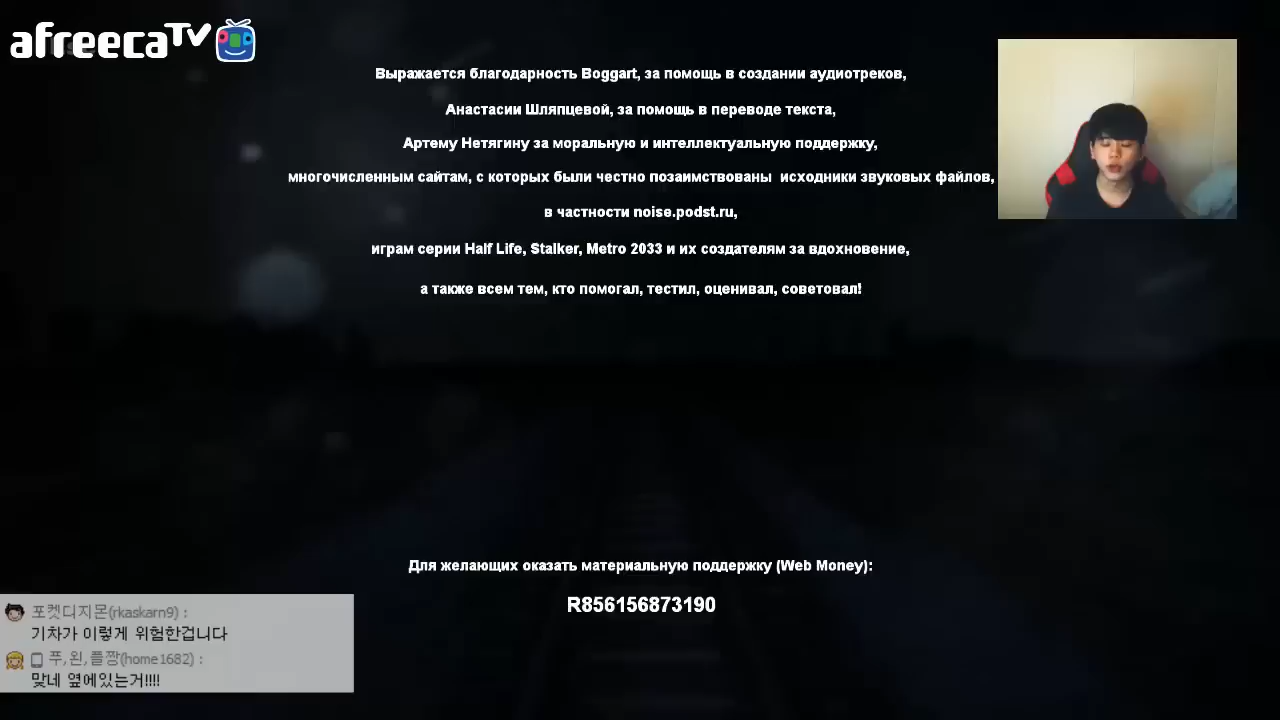 afreecaTV
Выражается благодарность Boggart, за помощь в создании аудиотреков,
Анастасии Шляпцевой, за помощь в переводе текста,
Артему Нетягину за моральную и интеллектуальную поддержку,
многочисленным сайтам, с которых были честно позаимствованы исходники звуковых файлов,
в частности noise.podst.ru,
играм серии Half Life, Stalker, Metro 2033 и их создателям за вдохновение,
а также всем тем, кто помогал, тестил, оценивал, советовал!
Для желающих оказать материальную поддержку (Web Money):
R856156873190
포켓디지몬(rkaskarn9) :
기차가 이렇게 위험한겁니다
푸,왼,플짱(home1682) :
맞네 옆에있는거!!!!